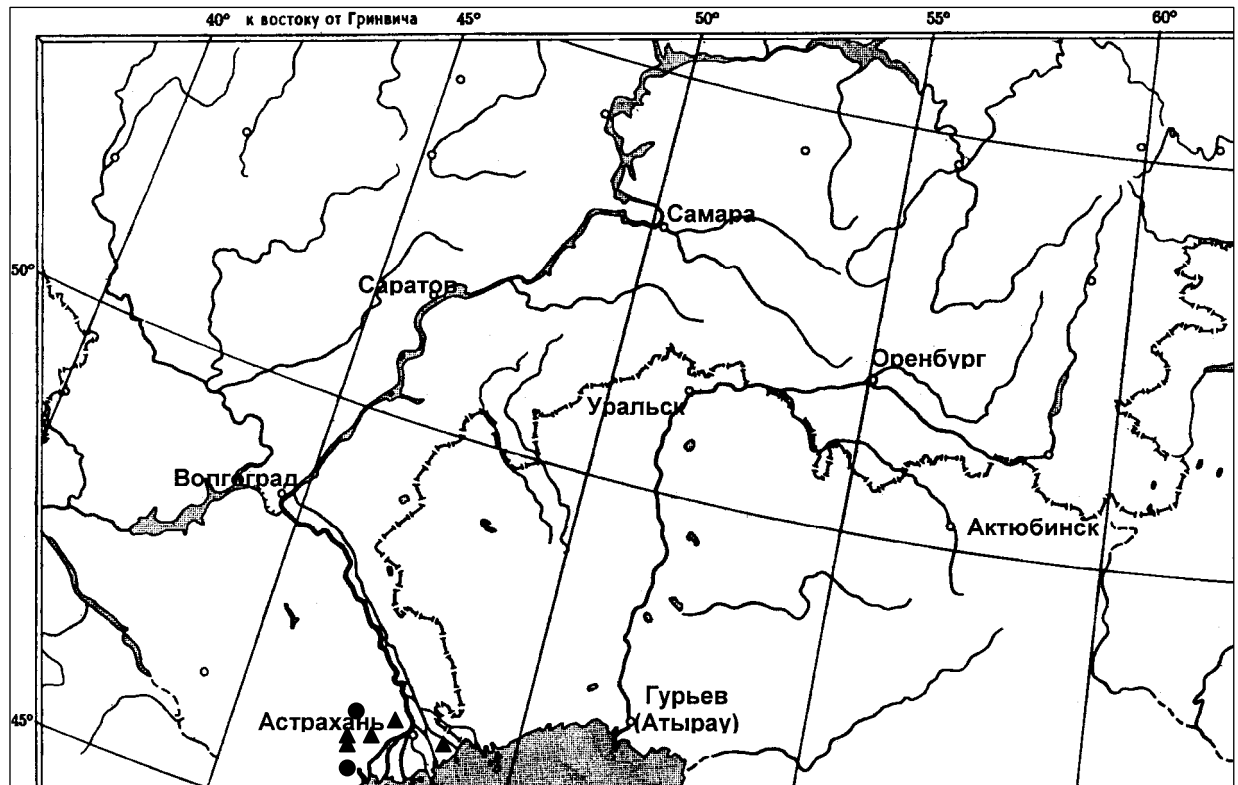 40° к востоку от Гринвича 45° 50° 55° 60°
Самара
50°
Саратов
Оренбург
Уральск
Волгоград
Актюбинск
Гурьев
(Атырау)
45°
Астрахань